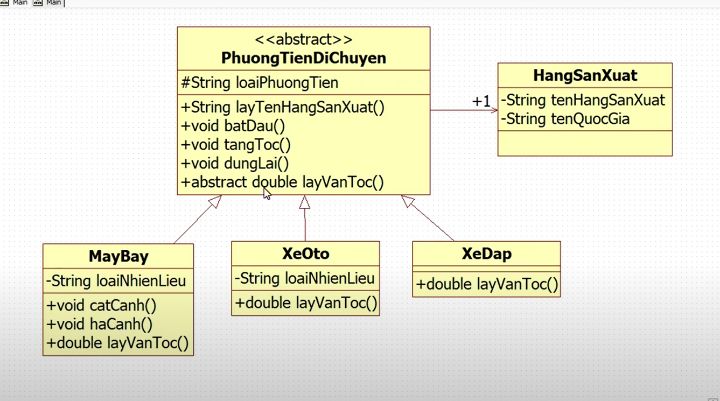 Main Main
<<abstract>>
PhuongTienDiChuyen
#String loaiPhuongTien
+String layTenHangSanXuat()
+void batDau()
+void tangToc()
+void dungLai()
+abstract double layVanToc()
+1
HangSanXuat
-String tenHangSanXuat
-String tenQuocGia
MayBay
-String loaiNhienLieu
+void catCanh()
+void haCanh()
+double layVanToc()
XeOto
-String loaiNhienLieu
+double layVanToc()
XeDap
+double layVanToc()